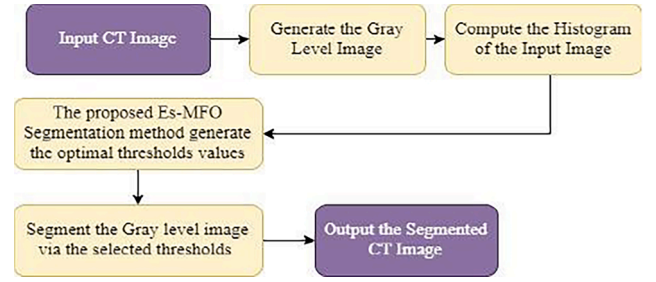 Input CT Image
Generate the Gray
Level Image
Compute the Histogram
of the Input Image
The proposed Es-MFO
Segmentation method generate
the optimal thresholds values
Segment the Gray level image
via the selected thresholds
Output the Segmented
CT Image